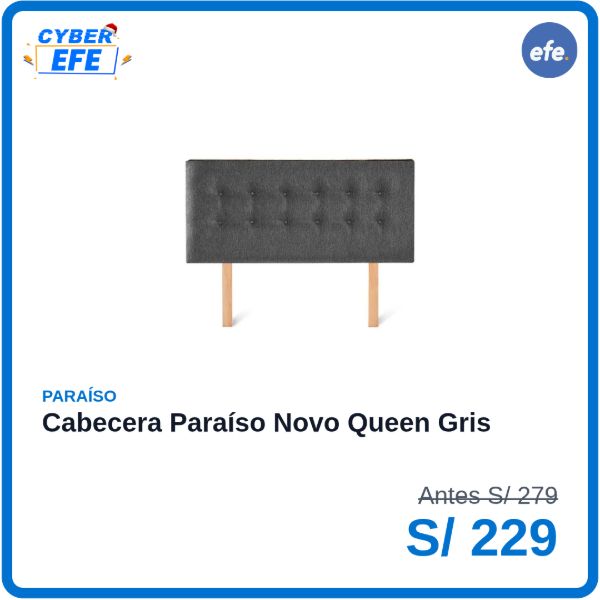 CYBER
EFE
efe.
PARAÍSO
Cabecera Paraíso Novo Queen Gris
Antes S/ 279
S/ 229